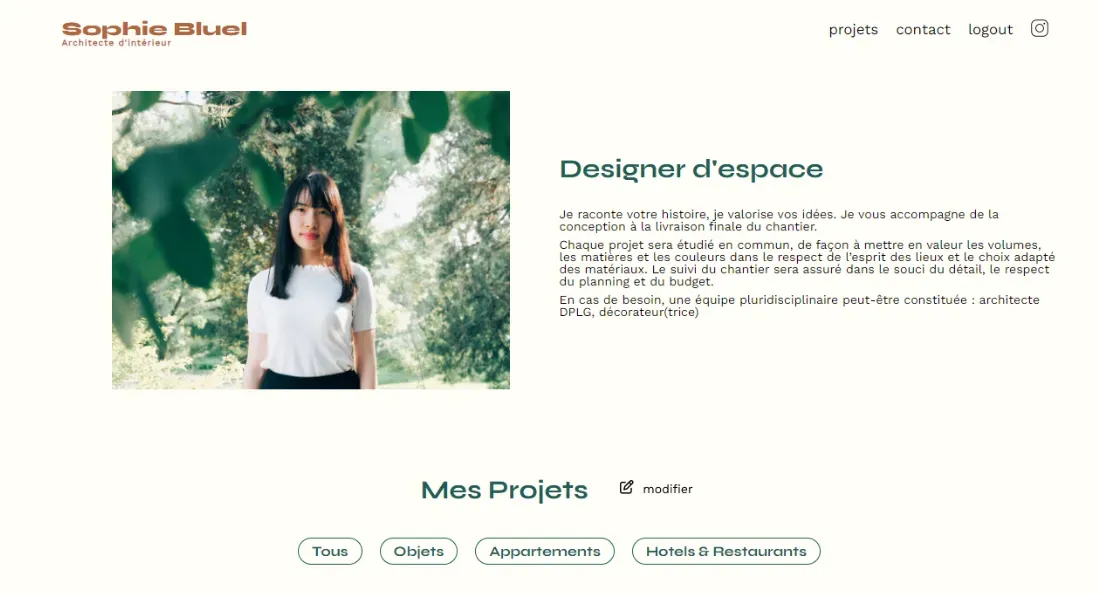 Sophie Bluel
Architecte d'intérieur
projets contact logout
Designer d'espace
Je raconte votre histoire, je valorise vos idées. Je vous accompagne de la
conception à la livraison finale du chantier.
Chaque projet sera étudié en commun, de façon à mettre en valeur les volumes,
les matières et les couleurs dans le respect de l'esprit des lieux et le choix adapté
des matériaux. Le suivi du chantier sera assuré dans le souci du détail, le respect
du planning et du budget.
En cas de besoin, une équipe pluridisciplinaire peut-être constituée : architecte
DPLG, décorateur(trice)
Mes Projets modifier
Tous Objets Appartements Hotels & Restaurants